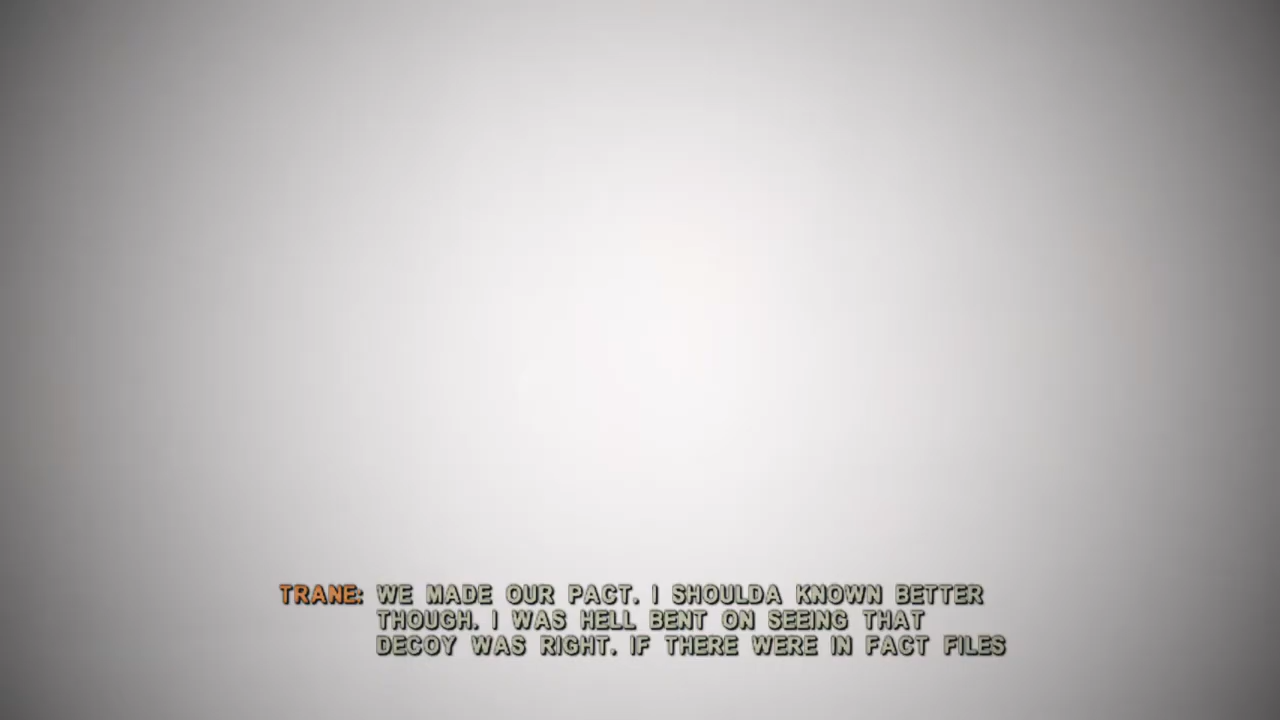 TRANE: WE MADE OUR PACT. I SHOULDA KNOWN BETTER
THOUGH. I WAS HELL BENT ON SEEING THAT
DECOY WAS RIGHT. IF THERE WERE IN FACT FILES